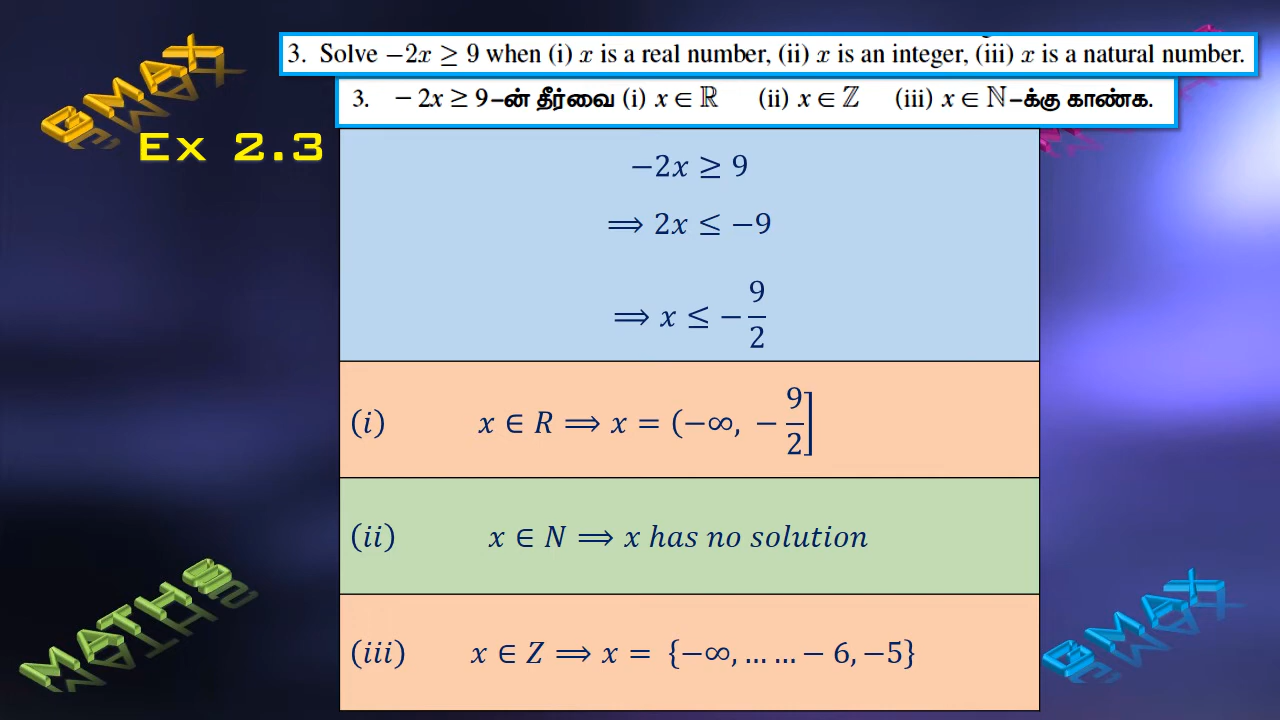 3. Solve −2x ≥ 9 when (i) x is a real number, (ii) x is an integer, (iii) x is a natural number.
3. − 2x ≥ 9−ன் தீர்வை (i) x ∈ ℝ (ii) x ∈ ℤ (iii) x ∈ ℕ −க்கு காண்க.
GMAX
Ex 2.3
−2x ≥ 9
⟹ 2x ≤ −9
⟹ x ≤ −9/2
(i) x ∈ R ⟹ x = (−∞, −9/2]
(ii) x ∈ N ⟹ x has no solution
(iii) x ∈ Z ⟹ x = {−∞, … … − 6, −5}
MATHS
GMAX